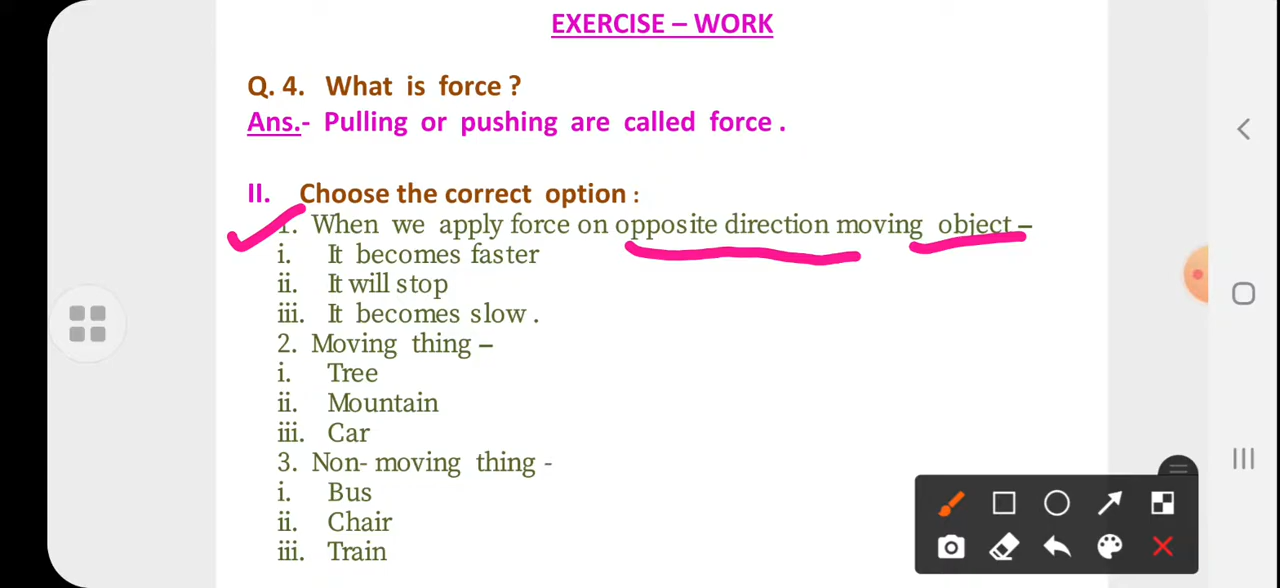 EXERCISE – WORK
Q. 4. What is force ?
Ans.- Pulling or pushing are called force .
II. Choose the correct option :
1. When we apply force on opposite direction moving object –
i. It becomes faster
ii. It will stop
iii. It becomes slow .
2. Moving thing –
i. Tree
ii. Mountain
iii. Car
3. Non- moving thing -
i. Bus
ii. Chair
iii. Train